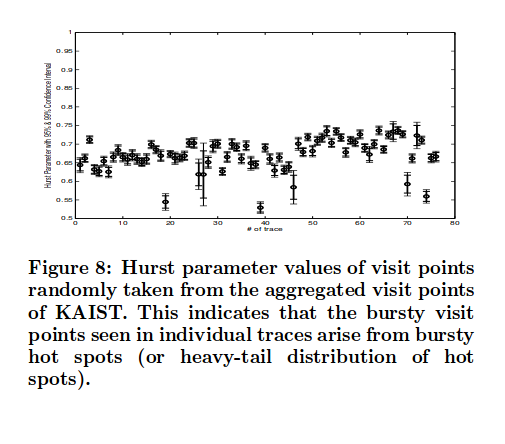 1
0.95
0.9
0.85
0.8
0.75
0.7
0.65
0.6
0.55
0.5
Hurst Parameter with 95% & 99% Confidence Interval
0 10 20 30 40 50 60 70 80
# of trace
Figure 8: Hurst parameter values of visit points
randomly taken from the aggregated visit points
of KAIST. This indicates that the bursty visit
points seen in individual traces arise from bursty
hot spots (or heavy-tail distribution of hot
spots).